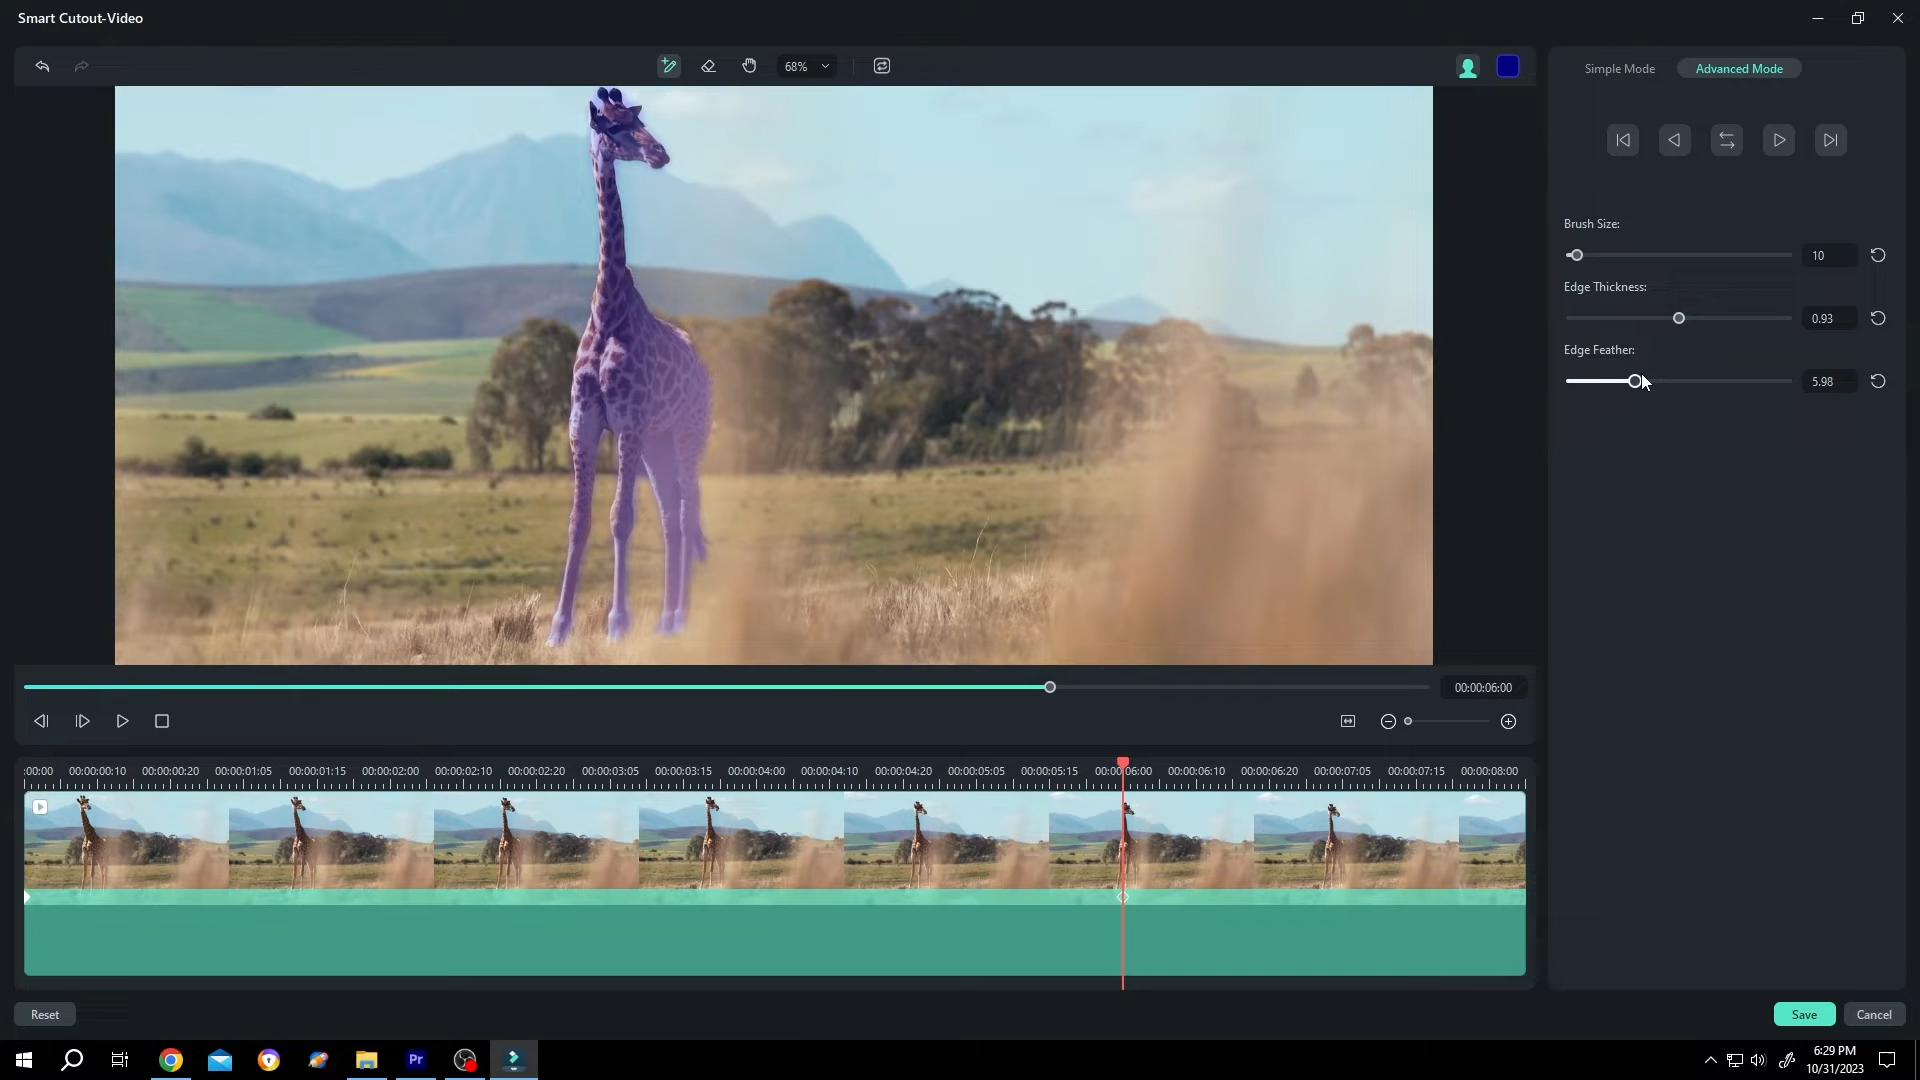 Smart Cutout-Video
68%
Simple Mode
Advanced Mode
Brush Size:
10
Edge Thickness:
0.93
Edge Feather:
5.98
00:00:06:00
:00:00 00:00:00:10 00:00:00:20 00:00:01:05 00:00:01:15 00:00:02:00 00:00:02:10 00:00:02:20 00:00:03:05 00:00:03:15 00:00:04:00 00:00:04:10 00:00:04:20 00:00:05:05 00:00:05:15 00:00:06:00 00:00:06:10 00:00:06:20 00:00:07:05 00:00:07:15 00:00:08:00
Reset
Save
Cancel
Pr
6:29 PM
10/31/2023